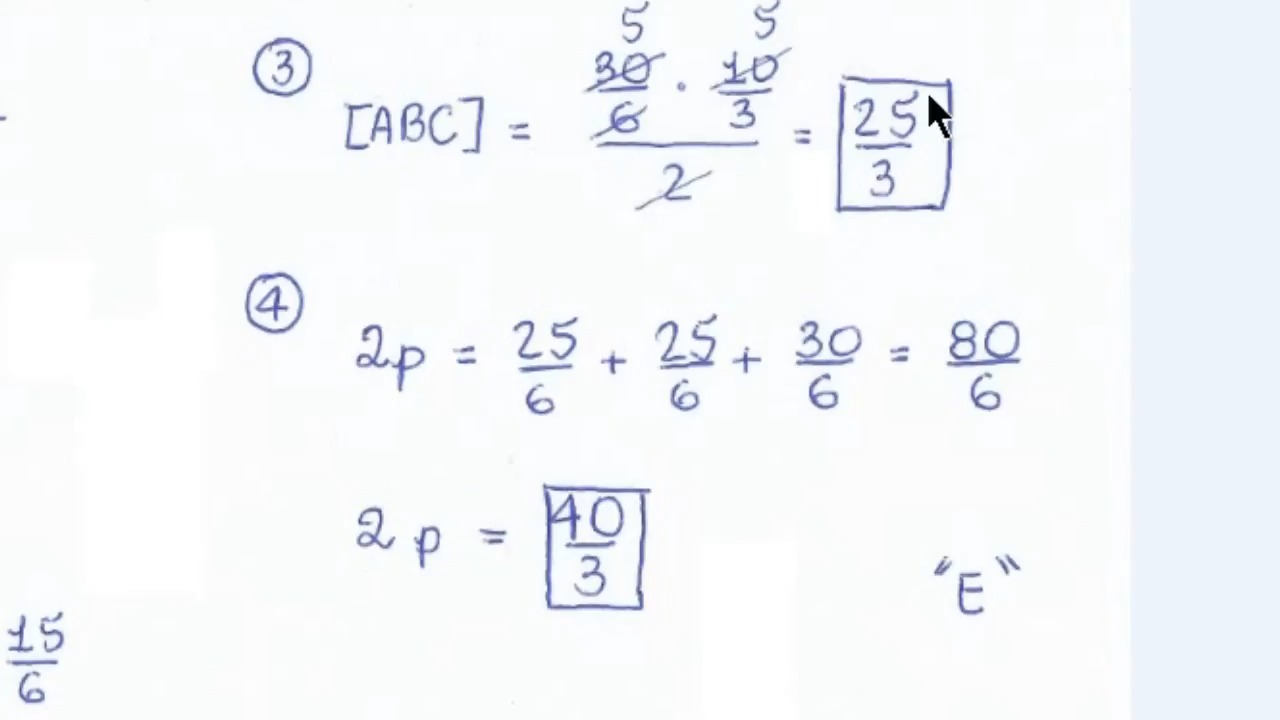 ③ [ABC] = (30/6 · 10/3)/2 = 25/3
5 5
④ 2p = 25/6 + 25/6 + 30/6 = 80/6
2p = 40/3
"E"
15/6